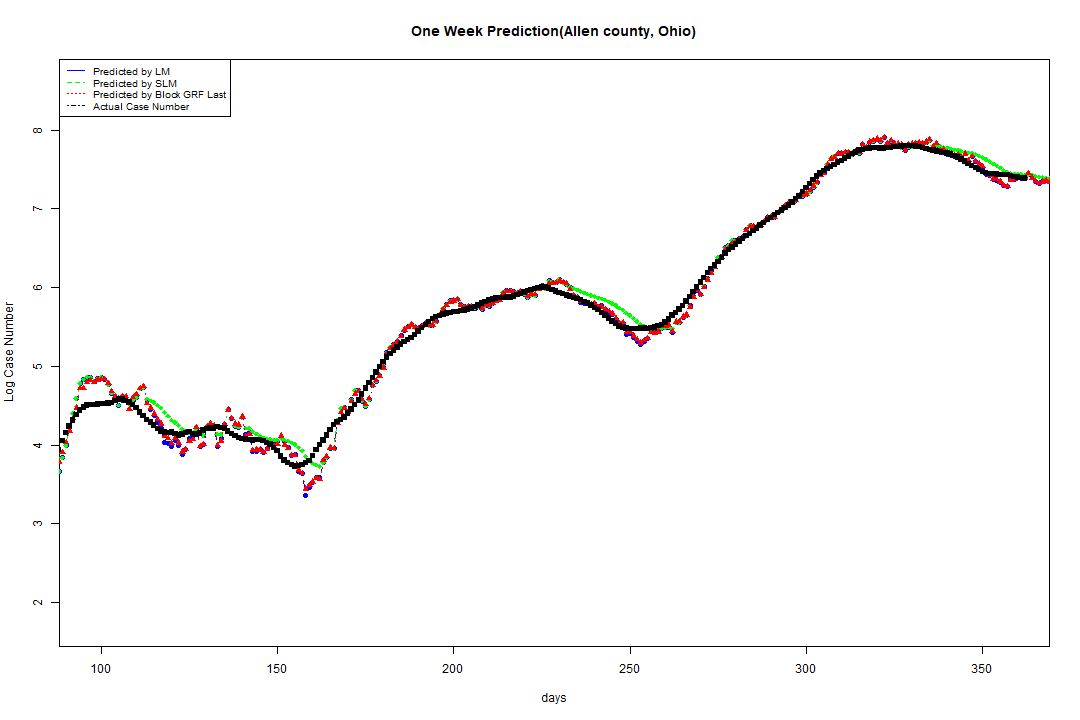 One Week Prediction(Allen county, Ohio)
Predicted by LM
Predicted by SLM
Predicted by Block GRF Last
Actual Case Number
8
7
6
5
4
3
2
Log Case Number
100 150 200 250 300 350
days